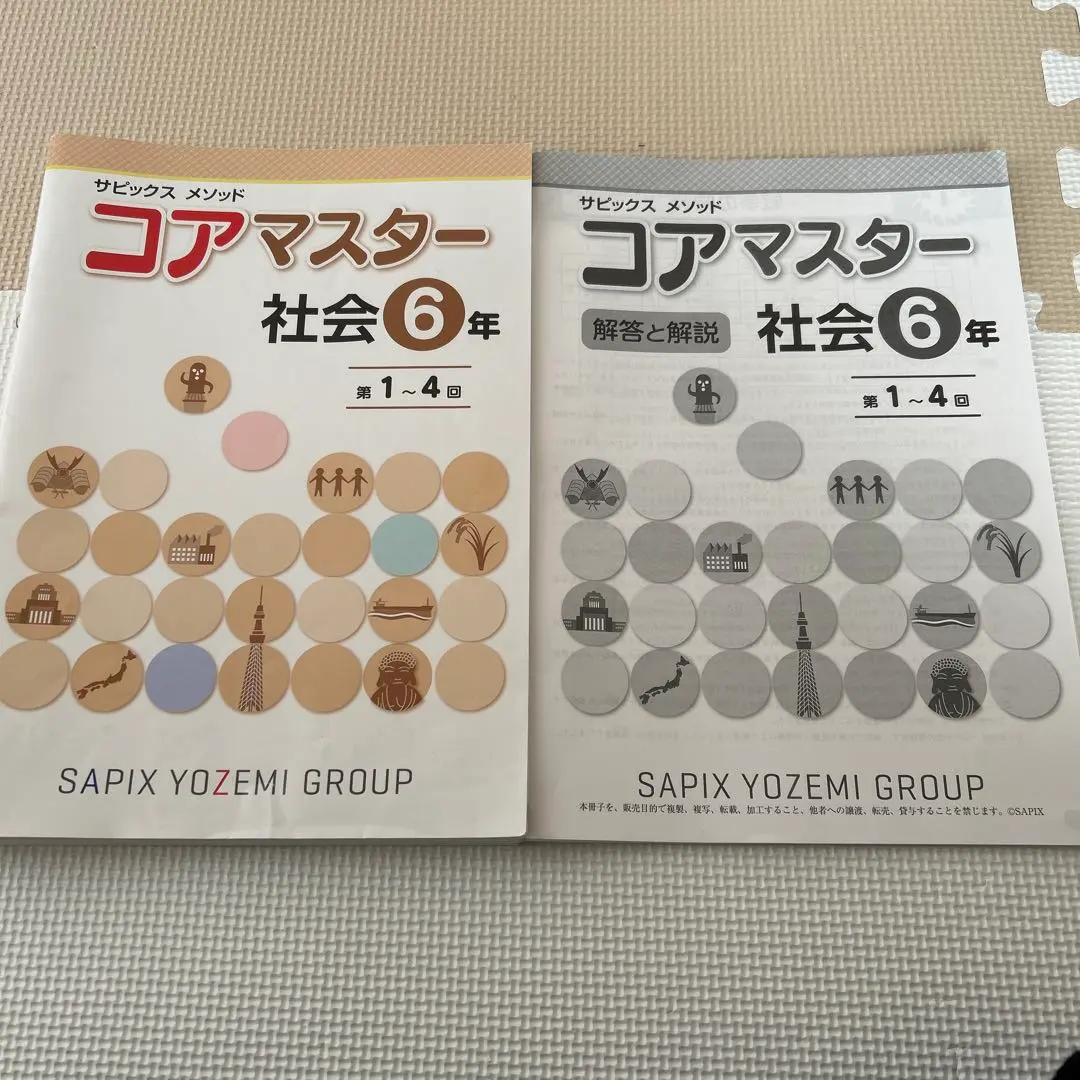 サピックス メソッド
コアマスター
社会6年
第1～4回
SAPIX YOZEMI GROUP
サピックス メソッド
コアマスター
解答と解説 社会6年
第1～4回
SAPIX YOZEMI GROUP
本冊子を、販売目的で複製、複写、転載、加工すること、他者への譲渡、転売、貸与することを禁じます。©SAPIX